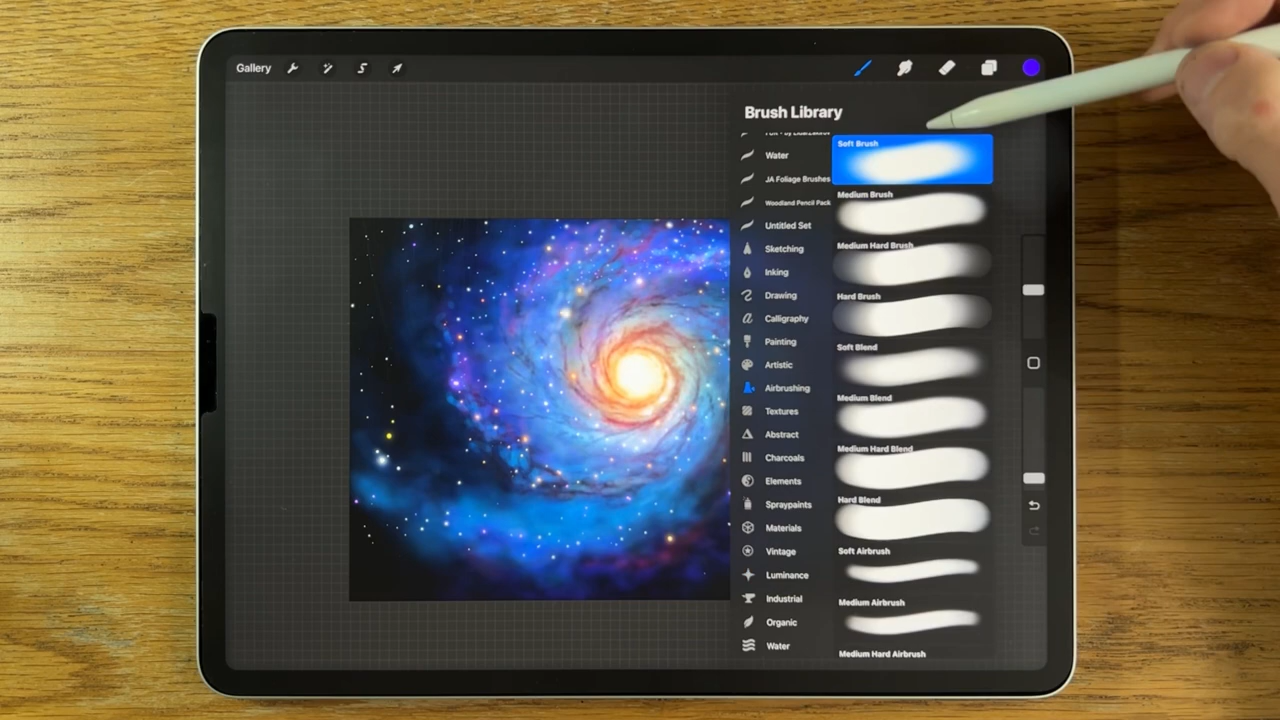 Gallery
Brush Library
Water
JA Foliage Brushes
Woodland Pencil Pack
Untitled Set
Sketching
Inking
Drawing
Calligraphy
Painting
Artistic
Airbrushing
Textures
Abstract
Charcoals
Elements
Spraypaints
Materials
Vintage
Luminance
Industrial
Organic
Water
Soft Brush
Medium Brush
Medium Hard Brush
Hard Brush
Soft Blend
Medium Blend
Medium Hard Blend
Hard Blend
Soft Airbrush
Medium Airbrush
Medium Hard Airbrush